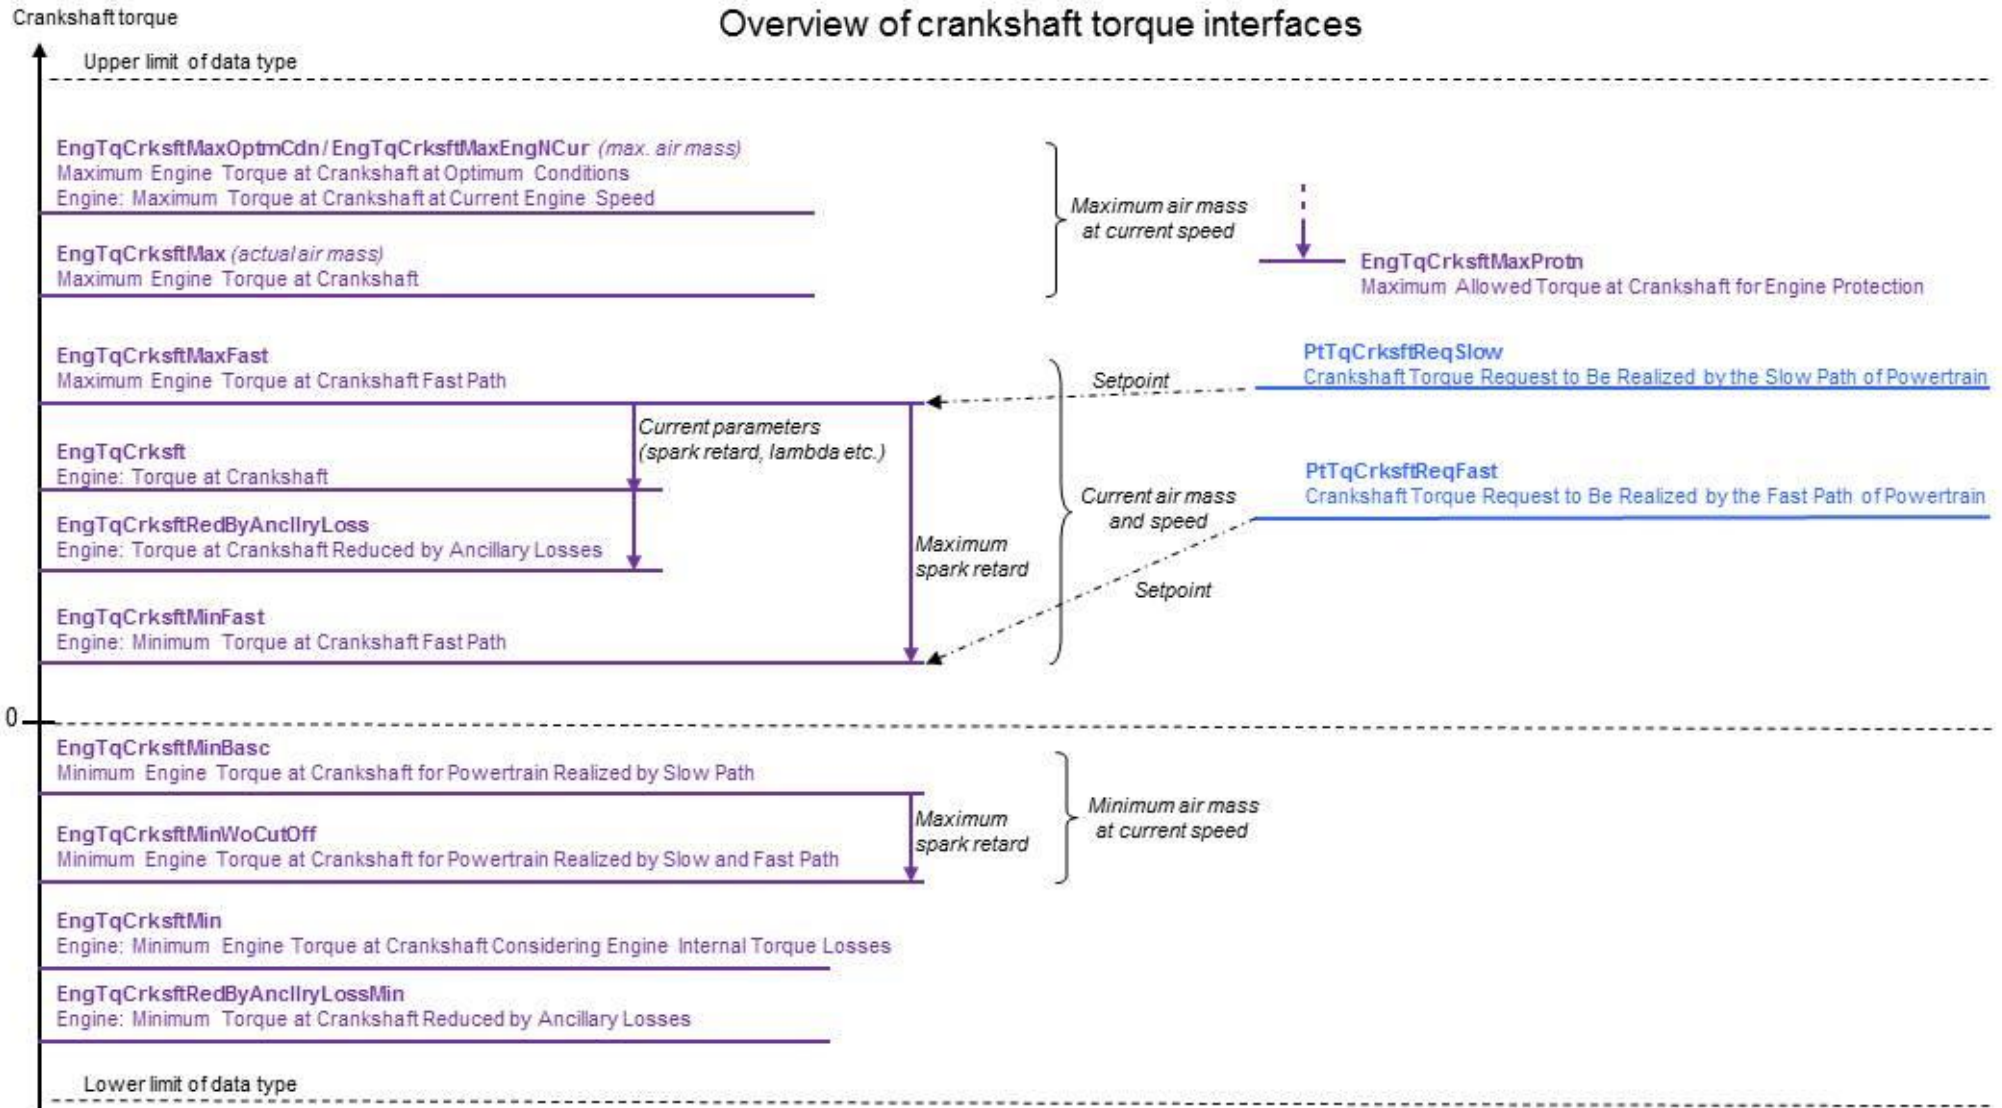 Crankshaft torque
Overview of crankshaft torque interfaces
Upper limit of data type
EngTqCrksftMaxOptmCdn / EngTqCrksftMaxEngNCur (max. air mass)
Maximum Engine Torque at Crankshaft at Optimum Conditions
Engine: Maximum Torque at Crankshaft at Current Engine Speed
EngTqCrksftMax (actual air mass)
Maximum Engine Torque at Crankshaft
Maximum air mass
at current speed
EngTqCrksftMaxProtn
Maximum Allowed Torque at Crankshaft for Engine Protection
EngTqCrksftMaxFast
Maximum Engine Torque at Crankshaft Fast Path
Setpoint
PtTqCrksftReqSlow
Crankshaft Torque Request to Be Realized by the Slow Path of Powertrain
Current parameters
(spark retard, lambda etc.)
EngTqCrksft
Engine: Torque at Crankshaft
EngTqCrksftRedByAncllryLoss
Engine: Torque at Crankshaft Reduced by Ancillary Losses
Maximum
spark retard
Current air mass
and speed
PtTqCrksftReqFast
Crankshaft Torque Request to Be Realized by the Fast Path of Powertrain
Setpoint
EngTqCrksftMinFast
Engine: Minimum Torque at Crankshaft Fast Path
0
EngTqCrksftMinBasc
Minimum Engine Torque at Crankshaft for Powertrain Realized by Slow Path
EngTqCrksftMinWoCutOff
Minimum Engine Torque at Crankshaft for Powertrain Realized by Slow and Fast Path
Maximum
spark retard
Minimum air mass
at current speed
EngTqCrksftMin
Engine: Minimum Engine Torque at Crankshaft Considering Engine Internal Torque Losses
EngTqCrksftRedByAncllryLossMin
Engine: Minimum Torque at Crankshaft Reduced by Ancillary Losses
Lower limit of data type